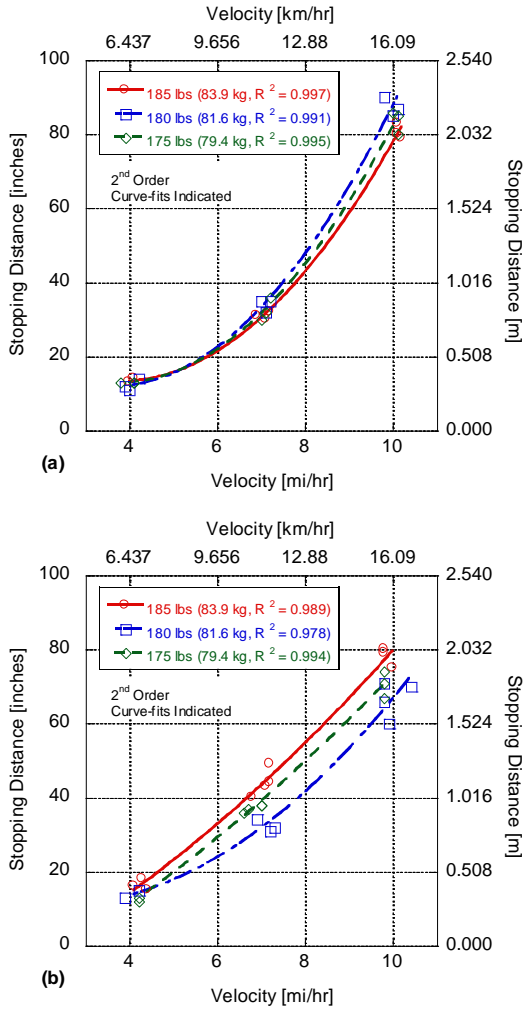 Velocity [km/hr]
6.437 9.656 12.88 16.09
100 2.540
185 lbs (83.9 kg, R 2 = 0.997)
180 lbs (81.6 kg, R 2 = 0.991)
175 lbs (79.4 kg, R 2 = 0.995)
80 2.032
2nd Order
Curve-fits Indicated
60 1.524
Stopping Distance [inches]
Stopping Distance [m]
40 1.016
20 0.508
0 0.000
4 6 8 10
(a)
Velocity [mi/hr]
Velocity [km/hr]
6.437 9.656 12.88 16.09
100 2.540
185 lbs (83.9 kg, R 2 = 0.989)
180 lbs (81.6 kg, R 2 = 0.978)
175 lbs (79.4 kg, R 2 = 0.994)
80 2.032
2nd Order
Curve-fits Indicated
60 1.524
Stopping Distance [inches]
Stopping Distance [m]
40 1.016
20 0.508
0 0.000
4 6 8 10
(b)
Velocity [mi/hr]